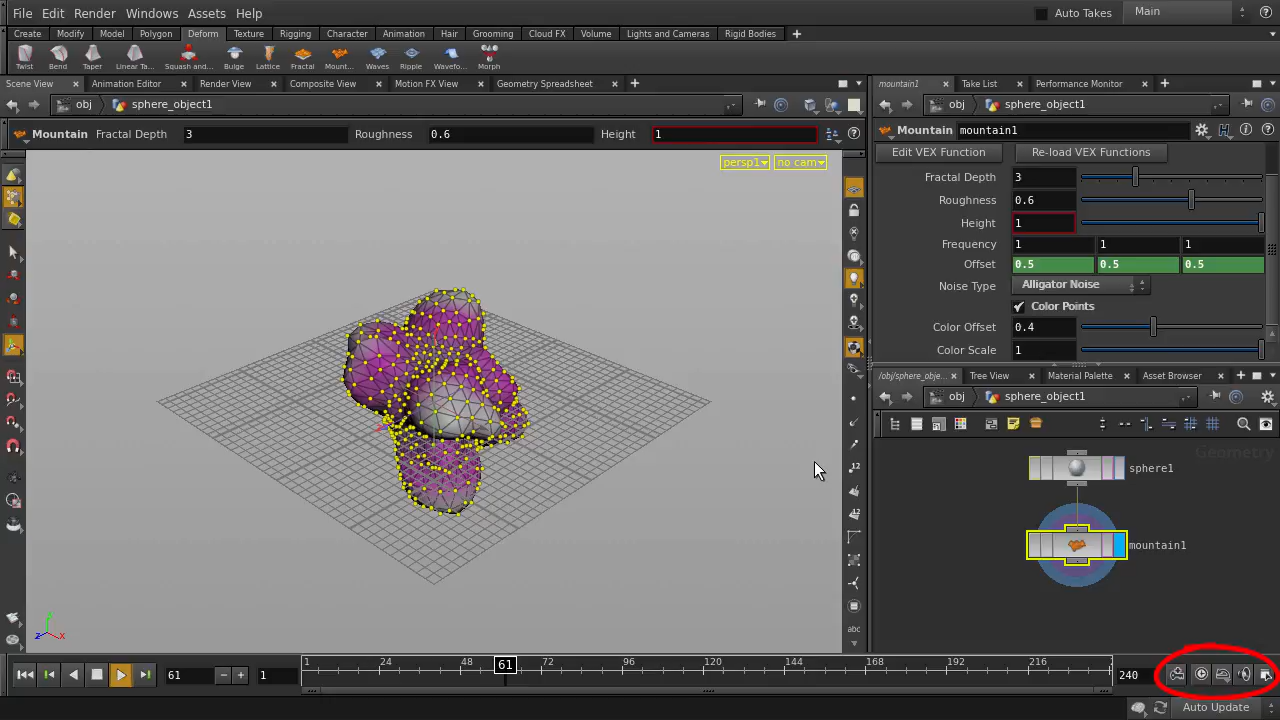 File Edit Render Windows Assets Help Auto Takes Main
Create Modify Model Polygon Deform Texture Rigging Character Animation Hair Grooming Cloud FX Volume Lights and Cameras Rigid Bodies
Twist Bend Taper Linear Ta... Squash and... Bulge Lattice Fractal Mount... Waves Ripple Wavefo... Morph
Scene View Animation Editor Render View Composite View Motion FX View Geometry Spreadsheet
obj sphere_object1
Mountain Fractal Depth 3 Roughness 0.6 Height 1
persp1 no cam
mountain1 Take List Performance Monitor
obj sphere_object1
Mountain mountain1
Edit VEX Function Re-load VEX Functions
Fractal Depth 3
Roughness 0.6
Height 1
Frequency 1 1 1
Offset 0.5 0.5 0.5
Noise Type Alligator Noise
Color Points
Color Offset 0.4
Color Scale 1
/obj/sphere_obje... Tree View Material Palette Asset Browser
obj sphere_object1
Geometry
sphere1
mountain1
12
12
abc
y
z x
61 1 1 24 48 61 72 96 120 144 168 192 216 240
Auto Update